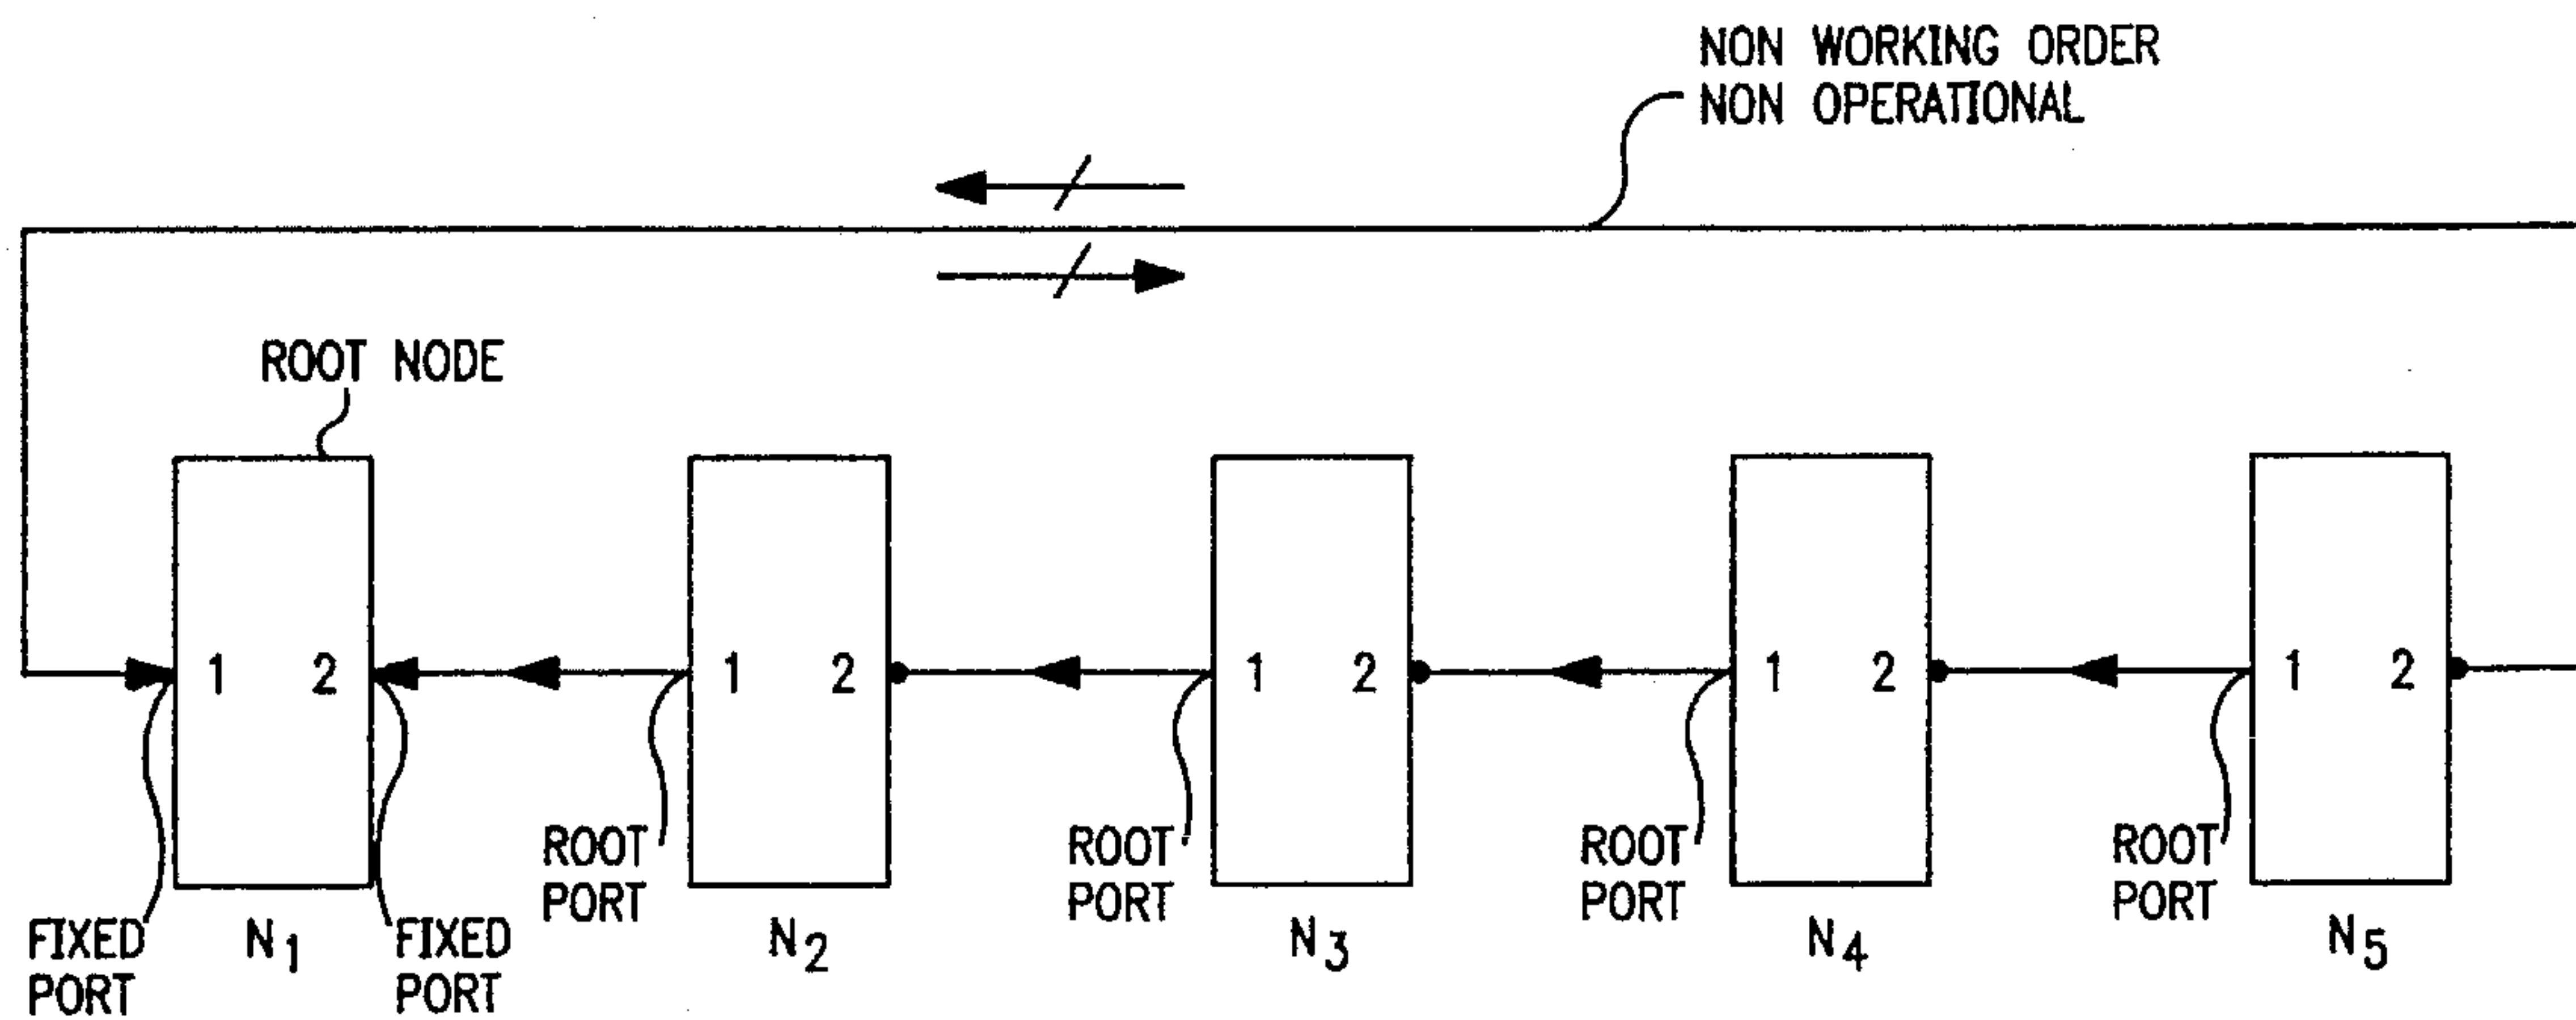 NON WORKING ORDER
NON OPERATIONAL
ROOT NODE
1 2 1 2 1 2 1 2 1 2
ROOT PORT
ROOT PORT
ROOT PORT
ROOT PORT
FIXED PORT
N1
FIXED PORT
N2
N3
N4
N5